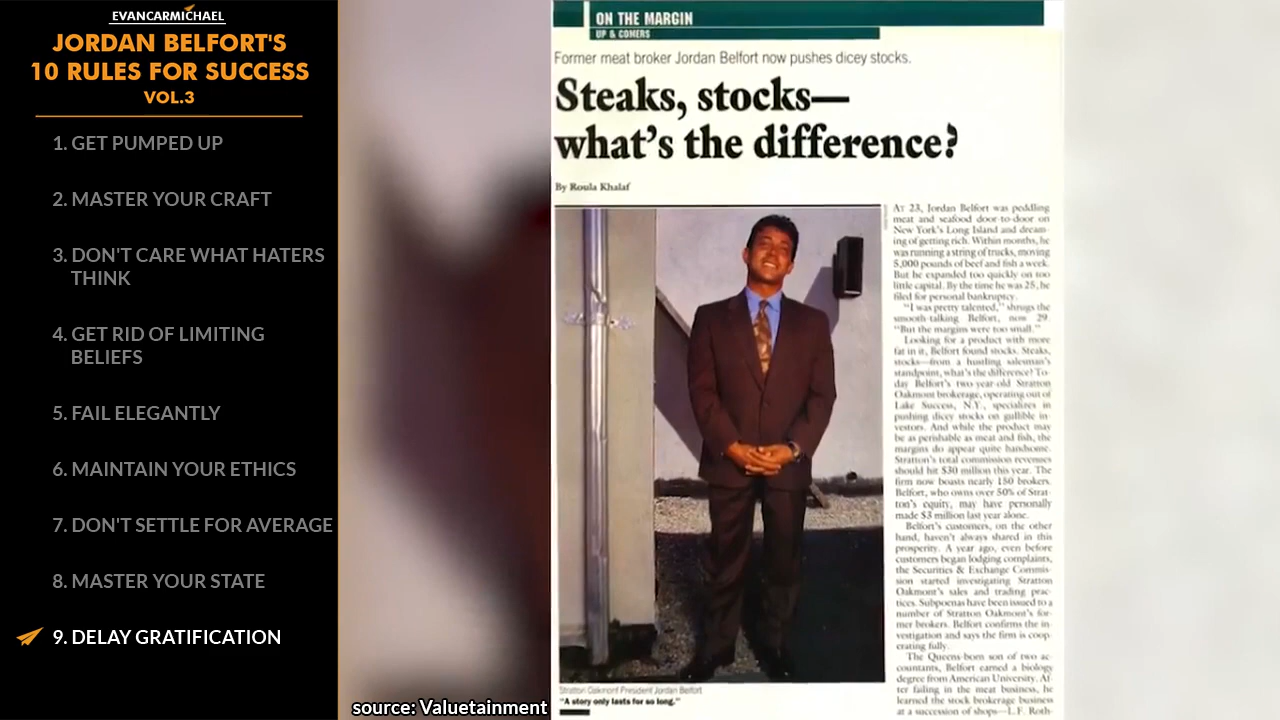 EVANCARMICHAEL
JORDAN BELFORT'S
10 RULES FOR SUCCESS
VOL.3
1. GET PUMPED UP
2. MASTER YOUR CRAFT
3. DON'T CARE WHAT HATERS
THINK
4. GET RID OF LIMITING
BELIEFS
5. FAIL ELEGANTLY
6. MAINTAIN YOUR ETHICS
7. DON'T SETTLE FOR AVERAGE
8. MASTER YOUR STATE
9. DELAY GRATIFICATION
source: Valuetainment
ON THE MARGIN
UP & COMERS
Former meat broker Jordan Belfort now pushes dicey stocks.
Steaks, stocks—
what's the difference?
By Roula Khalaf
Stratton Oakmont President Jordan Belfort
"A story only lasts for so long."
AT 23, Jordan Belfort was peddling
meat and seafood door-to-door on
New York's Long Island and dream-
ing of getting rich. Within months, he
was running a string of trucks, moving
5,000 pounds of beef and fish a week.
But he expanded too quickly on too
little capital. By the time he was 25, he
filed for personal bankruptcy.
"I was pretty talented," shrugs the
smooth-talking Belfort, now 29.
"But the margins were too small."
Looking for a product with more
fat in it, Belfort found stocks. Steaks,
stocks—from a hustling salesman's
standpoint, what's the difference? To-
day Belfort's two-year-old Stratton
Oakmont brokerage, operating out of
Lake Success, N.Y., specializes in
pushing dicey stocks on gullible in-
vestors. And while the product may
be as perishable as meat and fish, the
margins do appear quite handsome.
Stratton's total commission revenues
should hit $30 million this year. The
firm now boasts nearly 150 brokers.
Belfort, who owns over 50% of Strat-
ton's equity, may have personally
made $3 million last year alone.
Belfort's customers, on the other
hand, haven't always shared in this
prosperity. A year ago, even before
customers began lodging complaints,
the Securities & Exchange Commis-
sion started investigating Stratton
Oakmont's sales and trading prac-
tices. Subpoenas have been issued to a
number of Stratton Oakmont's for-
mer brokers. Belfort confirms the in-
vestigation and says the firm is coop-
erating fully.
The Queens-born son of two ac-
countants, Belfort earned a biology
degree from American University. Af-
ter failing in the meat business, he
learned the stock brokerage business
at a succession of shops—L.F. Roth-